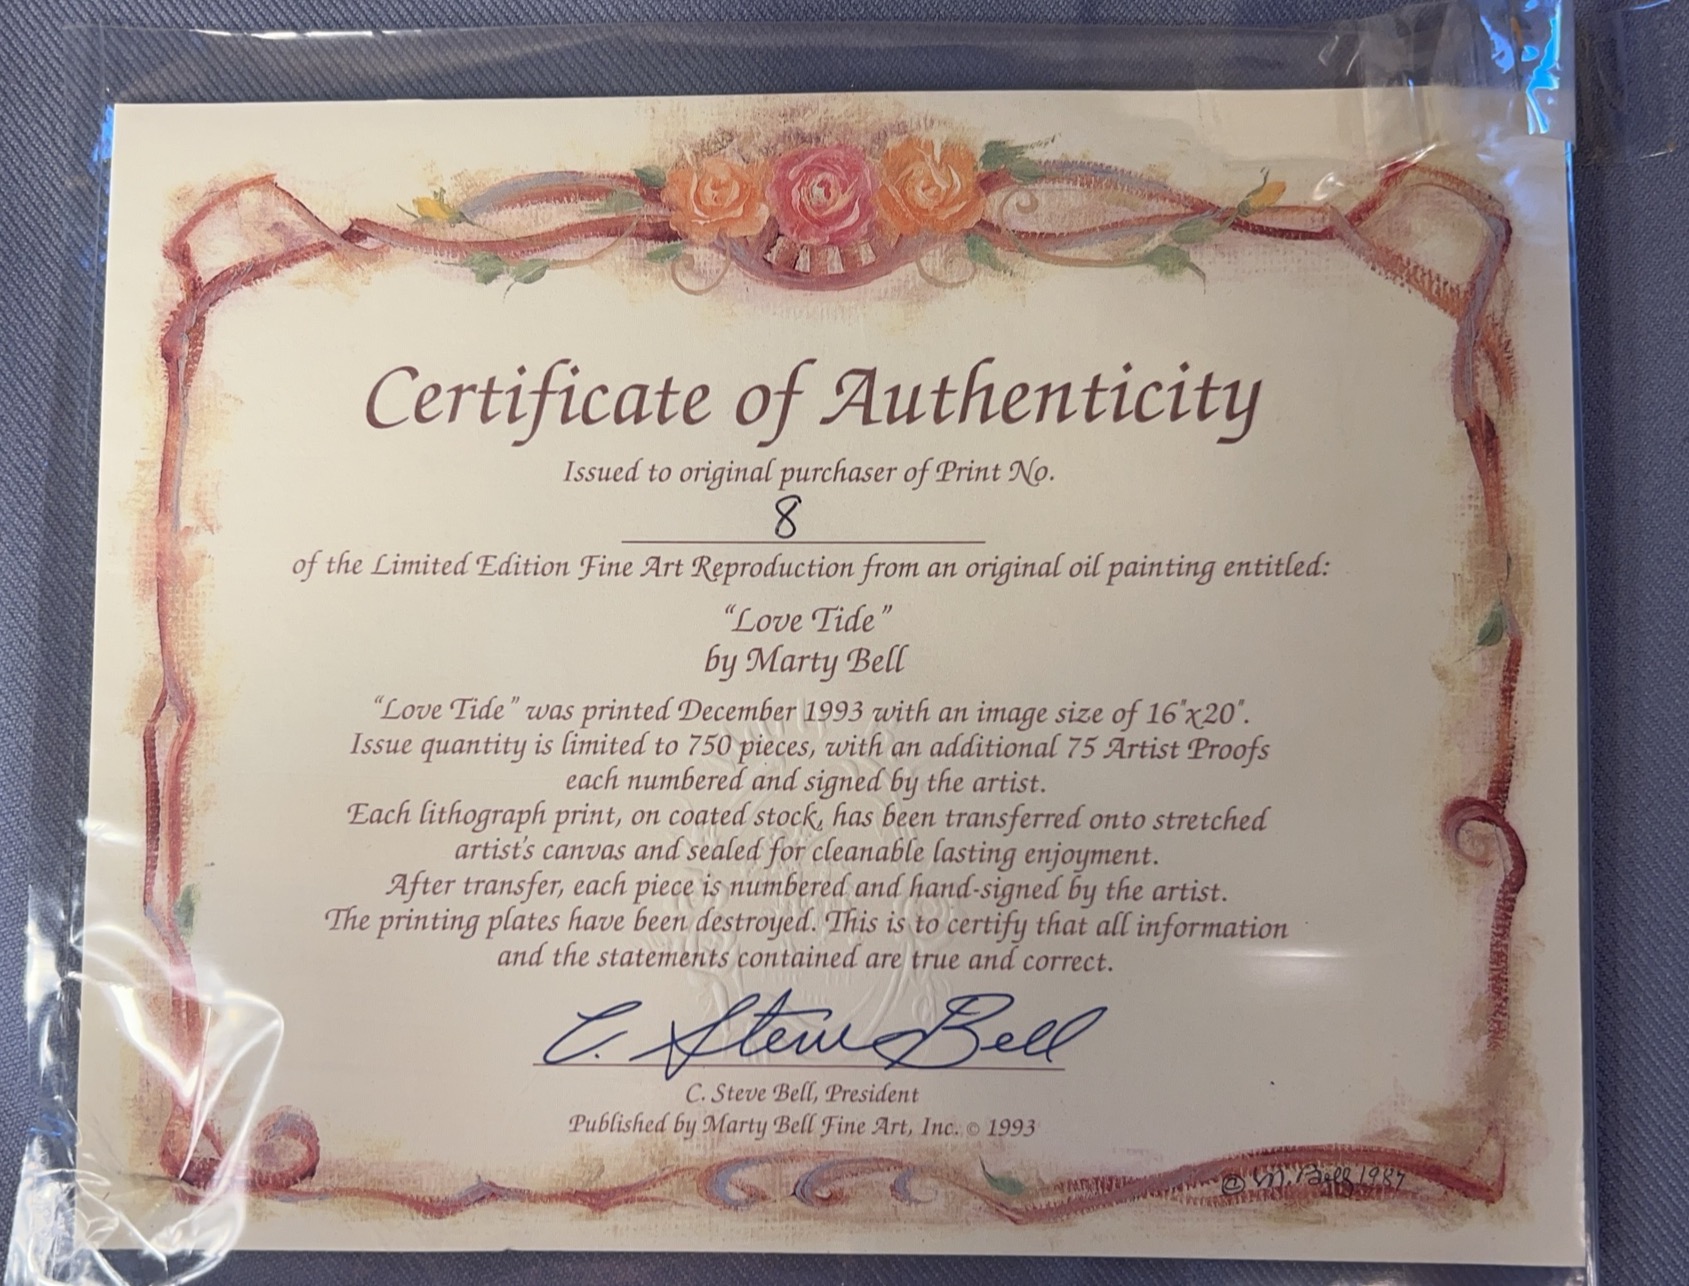 Certificate of Authenticity
Issued to original purchaser of Print No.
8
of the Limited Edition Fine Art Reproduction from an original oil painting entitled:
“Love Tide”
by Marty Bell
“Love Tide” was printed December 1993 with an image size of 16"x20".
Issue quantity is limited to 750 pieces, with an additional 75 Artist Proofs
each numbered and signed by the artist.
Each lithograph print, on coated stock, has been transferred onto stretched
artist's canvas and sealed for cleanable lasting enjoyment.
After transfer, each piece is numbered and hand-signed by the artist.
The printing plates have been destroyed. This is to certify that all information
and the statements contained are true and correct.
C. Steve Bell
C. Steve Bell, President
Published by Marty Bell Fine Art, Inc. © 1993
© M. Bell 1987